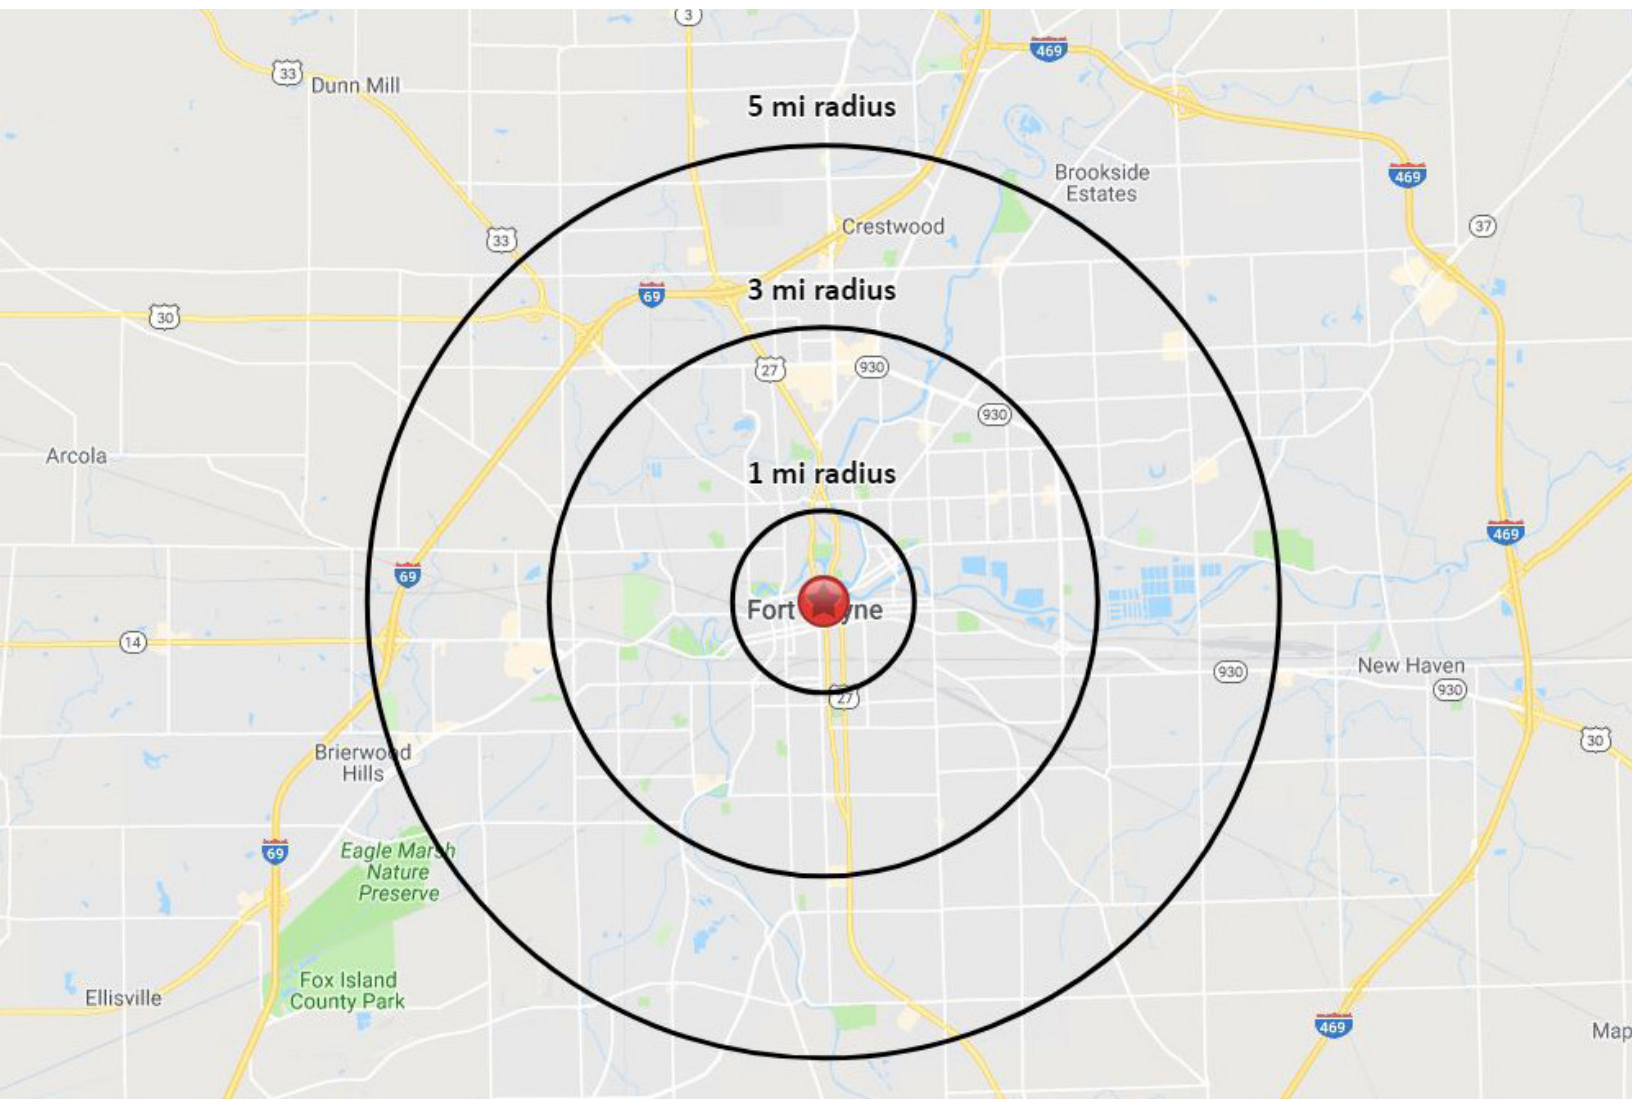 3
469
33
Dunn Mill
5 mi radius
Brookside
Estates
469
Crestwood
37
33
69
3 mi radius
30
27
930
930
Arcola
1 mi radius
469
69
Fort yne
14
New Haven
930
930
27
30
Brierwood
Hills
69
Eagle Marsh
Nature
Preserve
Fox Island
County Park
Ellisville
469
Map